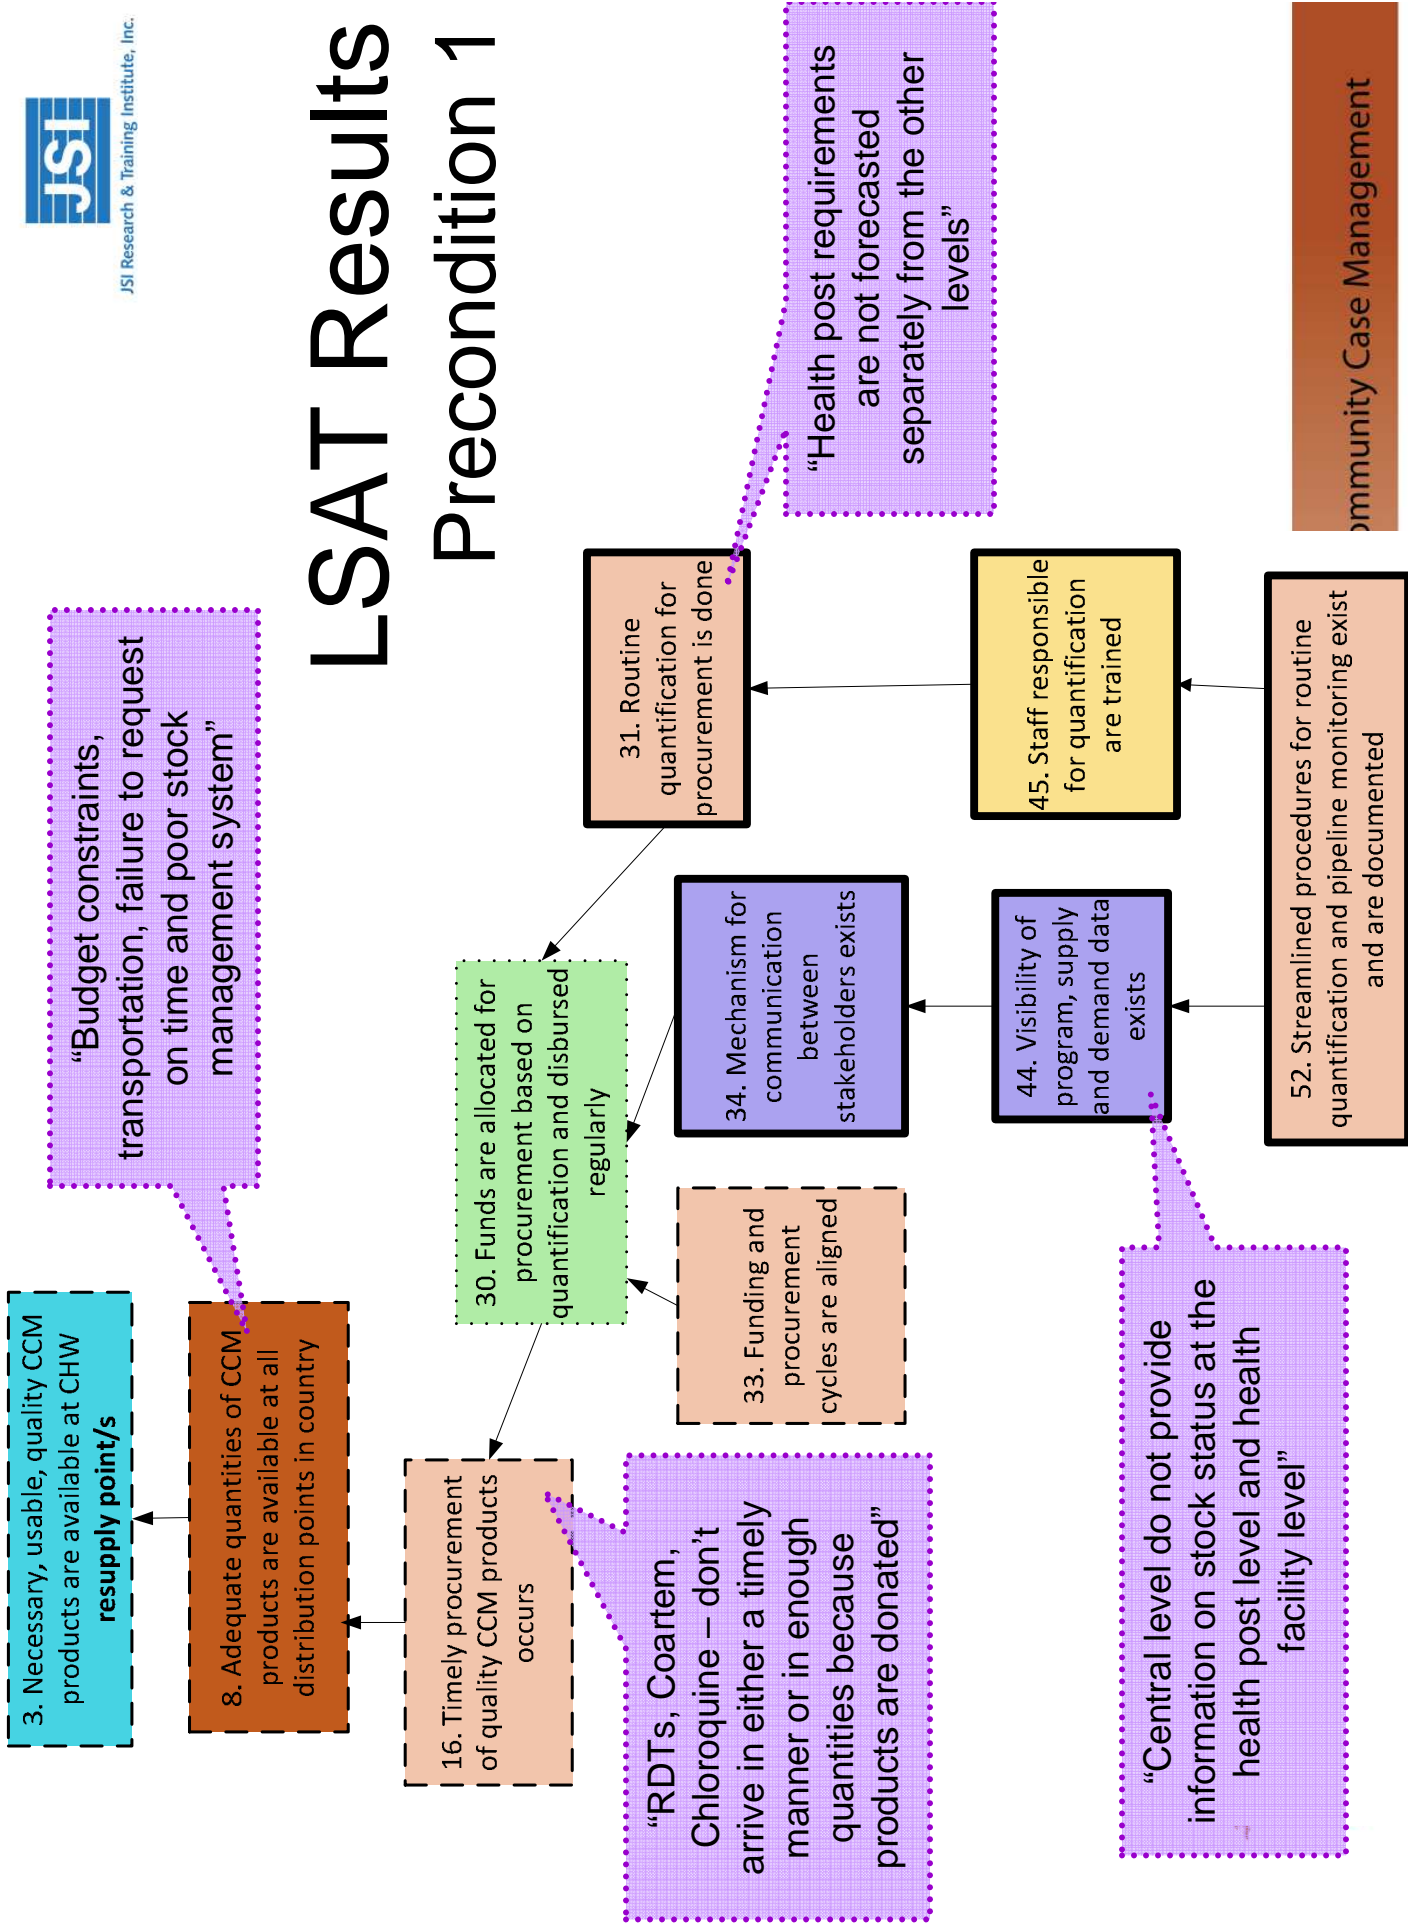 JSI
JSI Research & Training Institute, Inc.
LSAT Results
Precondition 1
3. Necessary, usable, quality CCM
products are available at CHW
resupply point/s
“Budget constraints,
transportation, failure to request
on time and poor stock
management system”
8. Adequate quantities of CCM
products are available at all
distribution points in country
16. Timely procurement
of quality CCM products
occurs
30. Funds are allocated for
procurement based on
quantification and disbursed
regularly
31. Routine
quantification for
procurement is done
“Health post requirements
are not forecasted
separately from the other
levels”
“RDTs, Coartem,
Chloroquine – don’t
arrive in either a timely
manner or in enough
quantities because
products are donated”
33. Funding and
procurement
cycles are aligned
34. Mechanism for
communication
between
stakeholders exists
45. Staff responsible
for quantification
are trained
44. Visibility of
program, supply
and demand data
exists
“Central level do not provide
information on stock status at the
health post level and health
facility level”
52. Streamlined procedures for routine
quantification and pipeline monitoring exist
and are documented
ommunity Case Management